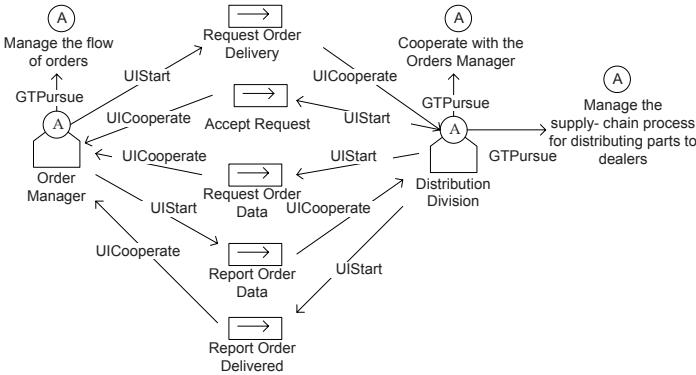 A
Manage the flow
of orders
GTPursue
A
Order
Manager
UIStart
Request Order
Delivery
UICooperate
UICooperate
Accept Request
UIStart
UICooperate
Request Order
Data
UIStart
UIStart
Report Order
Data
UICooperate
UICooperate
Report Order
Delivered
UIStart
A
Cooperate with the
Orders Manager
GTPursue
A
Distribution
Division
GTPursue
A
Manage the
supply- chain process
for distributing parts to
dealers